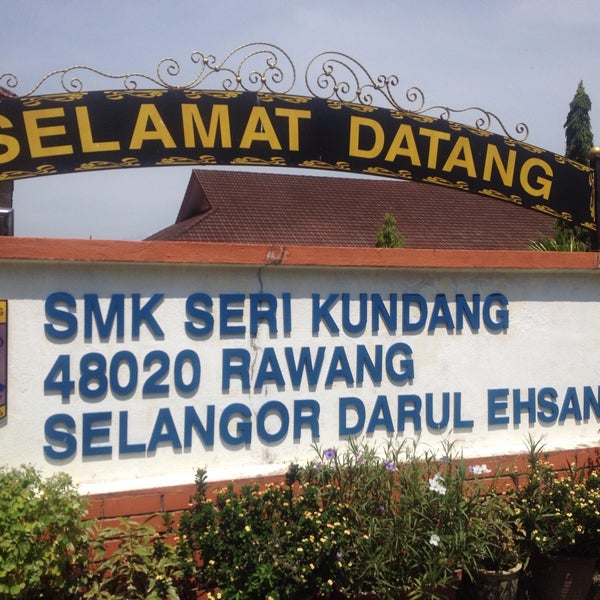 SELAMAT DATANG
SMK SERI KUNDANG
48020 RAWANG
SELANGOR DARUL EHSAN